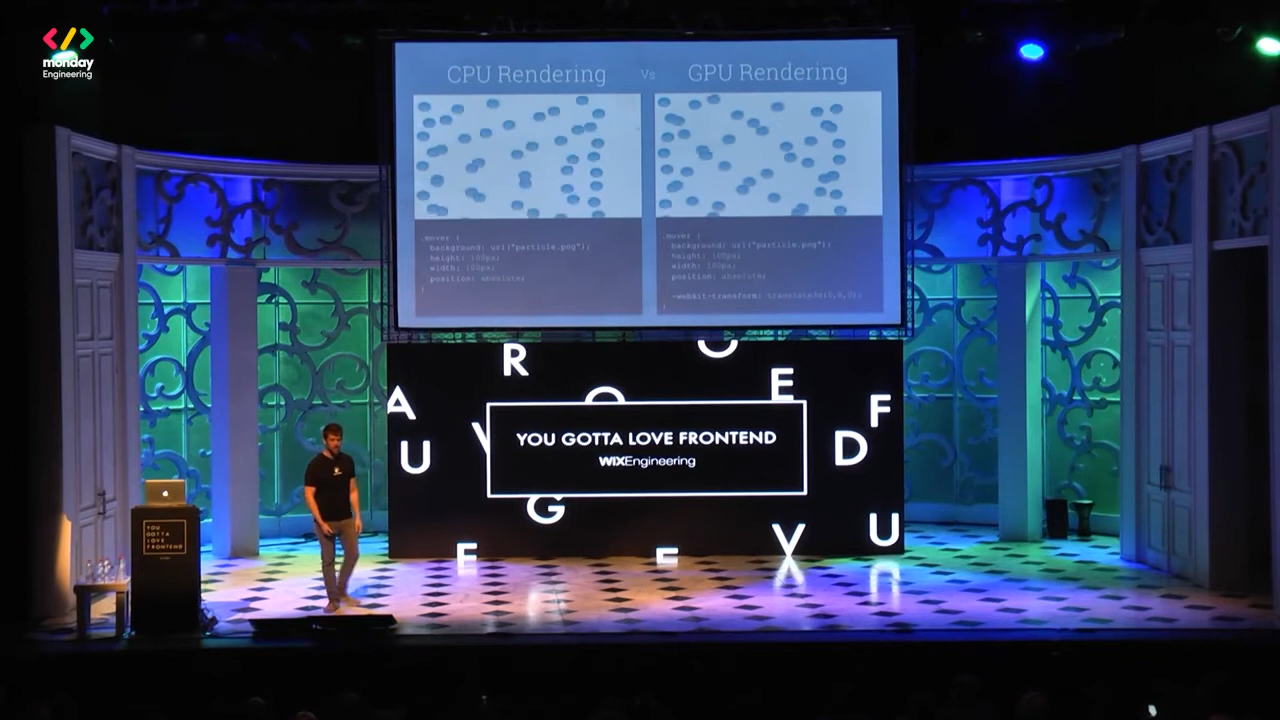 monday
Engineering
CPU Rendering
Vs
GPU Rendering
.mover {
background: url("particle.png");
height: 100px;
width: 100px;
position: absolute;
}
.mover {
background: url("particle.png");
height: 100px;
width: 100px;
position: absolute;
-webkit-transform: translate3d(0,0,0);
}
R
E
A
F
YOU GOTTA LOVE FRONTEND
U
V
D
WIXEngineering
G
V
U
YOU
GOTTA
LOVE
FRONTEND